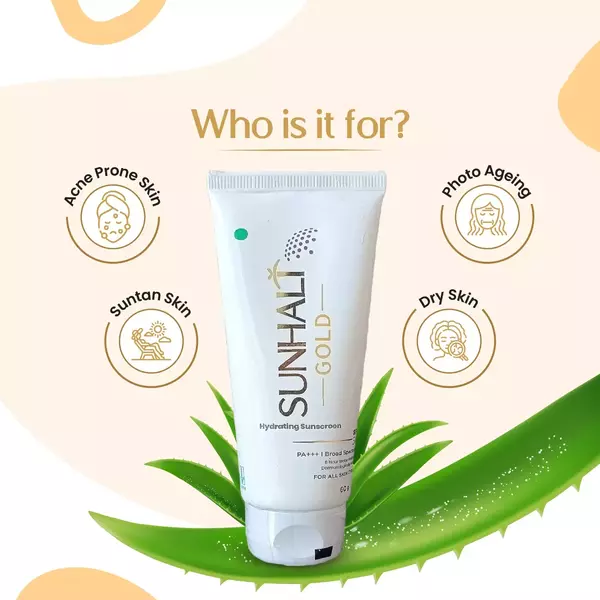 Who is it for?
Acne Prone Skin
Photo Ageing
Suntan Skin
Dry Skin
SUNHALT
GOLD
Hydrating Sunscreen
PA+++ | Broad
FOR ALL SKIN